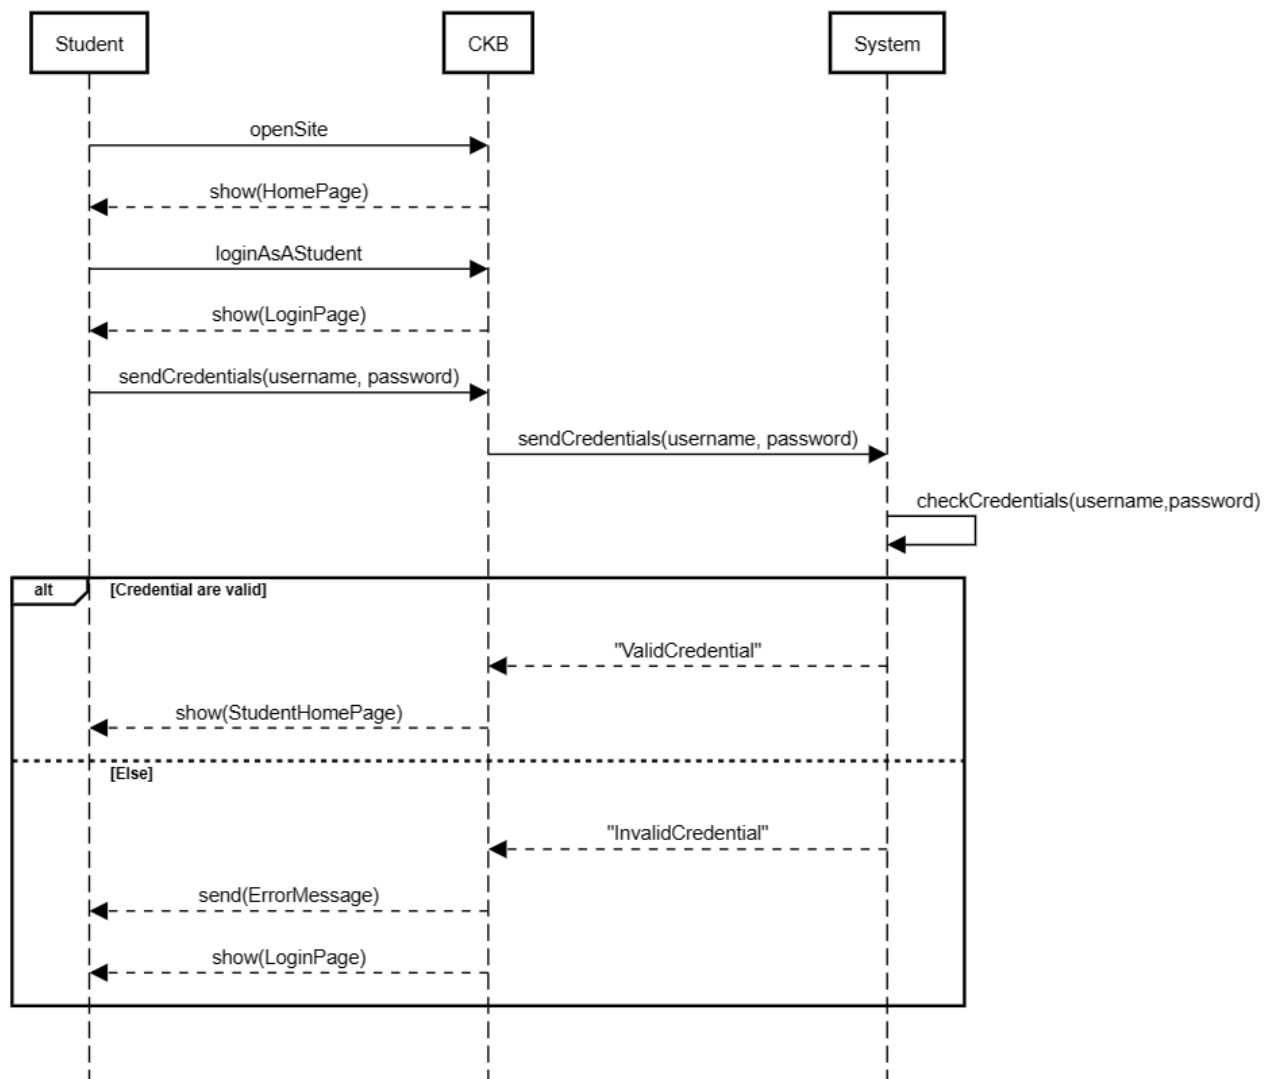 Student
CKB
System
openSite
show(HomePage)
loginAsAStudent
show(LoginPage)
sendCredentials(username, password)
sendCredentials(username, password)
checkCredentials(username,password)
alt
[Credential are valid]
"ValidCredential"
show(StudentHomePage)
[Else]
"InvalidCredential"
send(ErrorMessage)
show(LoginPage)